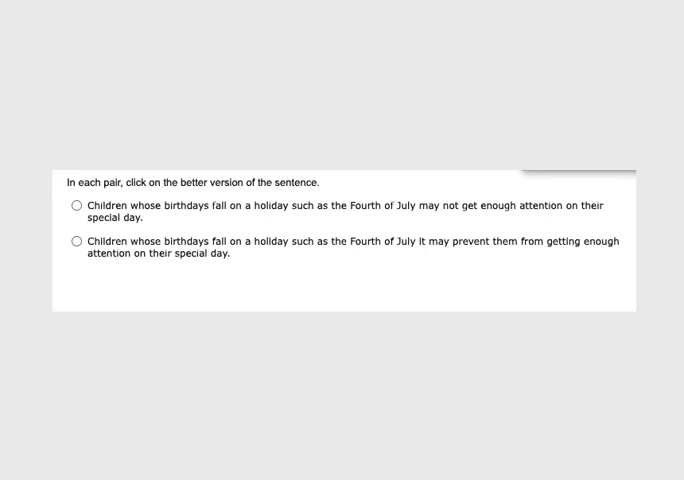 In each pair, click on the better version of the sentence.
Children whose birthdays fall on a holiday such as the Fourth of July may not get enough attention on their
special day.
Children whose birthdays fall on a holiday such as the Fourth of July it may prevent them from getting enough
attention on their special day.